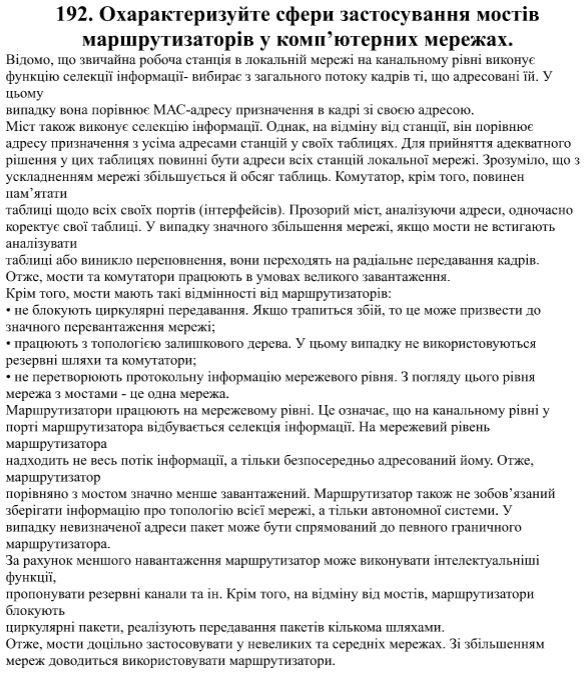 192. Охарактеризуйте сфери застосування мостів
маршрутизаторів у комп’ютерних мережах.
Відомо, що звичайна робоча станція в локальній мережі на канальному рівні виконує
функцію селекції інформації- вибирає з загального потоку кадрів ті, що адресовані їй. У
цьому
випадку вона порівнює МАС-адресу призначення в кадрі зі своєю адресою.
Міст також виконує селекцію інформації. Однак, на відміну від станції, він порівнює
адресу призначення з усіма адресами станцій у своїх таблицях. Для прийняття адекватного
рішення у цих таблицях повинні бути адреси всіх станцій локальної мережі. Зрозуміло, що з
ускладненням мережі збільшується й обсяг таблиць. Комутатор, крім того, повинен
пам’ятати
таблиці щодо всіх своїх портів (інтерфейсів). Прозорий міст, аналізуючи адреси, одночасно
коректує свої таблиці. У випадку значного збільшення мережі, якщо мости не встигають
аналізувати
таблиці або виникло переповнення, вони переходять на радіальне передавання кадрів.
Отже, мости та комутатори працюють в умовах великого завантаження.
Крім того, мости мають такі відмінності від маршрутизаторів:
• не блокують циркулярні передавання. Якщо трапиться збій, то це може призвести до
значного перевантаження мережі;
• працюють з топологією залишкового дерева. У цьому випадку не використовуються
резервні шляхи та комутатори;
• не перетворюють протокольну інформацію мережевого рівня. З погляду цього рівня
мережа з мостами - це одна мережа.
Маршрутизатори працюють на мережевому рівні. Це означає, що на канальному рівні у
порті маршрутизатора відбувається селекція інформації. На мережевий рівень
маршрутизатора
надходить не весь потік інформації, а тільки безпосередньо адресований йому. Отже,
маршрутизатор
порівняно з мостом значно менше завантажений. Маршрутизатор також не зобов’язаний
зберігати інформацію про топологію всієї мережі, а тільки автономної системи. У
випадку невизначеної адреси пакет може бути спрямований до певного граничного
маршрутизатора.
За рахунок меншого навантаження маршрутизатор може виконувати інтелектуальніші
функції,
пропонувати резервні канали та ін. Крім того, на відміну від мостів, маршрутизатори
блокують
циркулярні пакети, реалізують передавання пакетів кількома шляхами.
Отже, мости доцільно застосовувати у невеликих та середніх мережах. Зі збільшенням
мереж доводиться використовувати маршрутизатори.